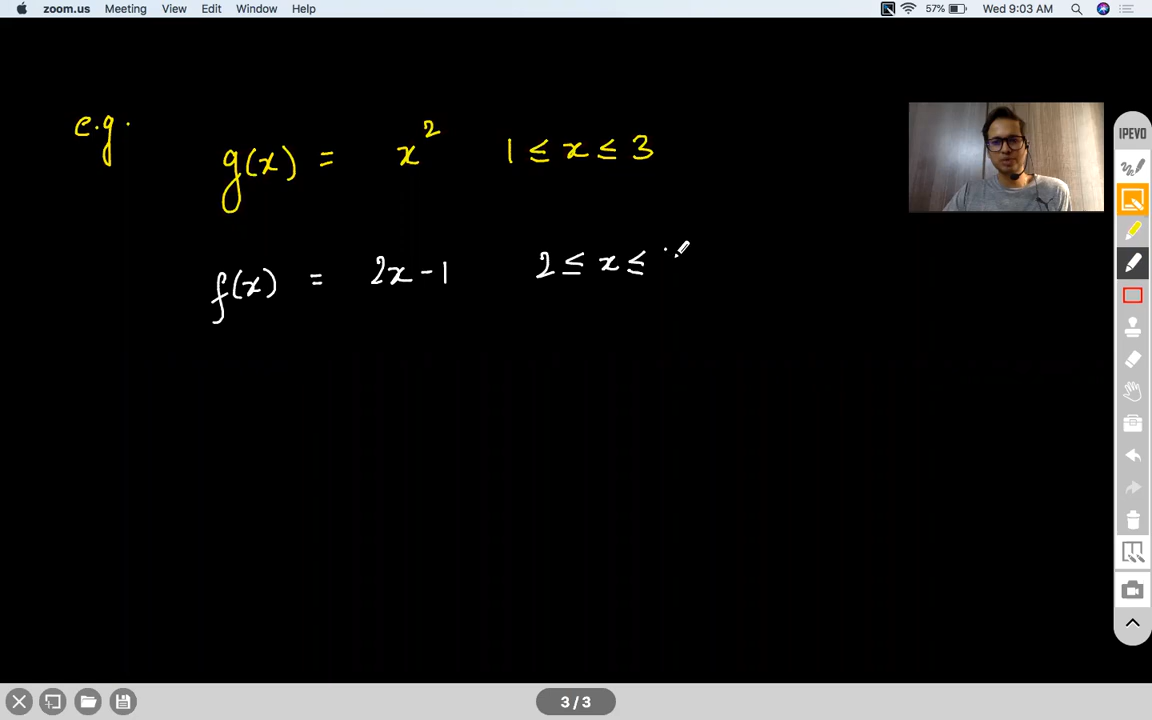 zoom.us Meeting View Edit Window Help 57% Wed 9:03 AM
e.g.
g(x) = x² 1 ≤ x ≤ 3
IPEVO
f(x) = 2x - 1 2 ≤ x ≤
3 / 3